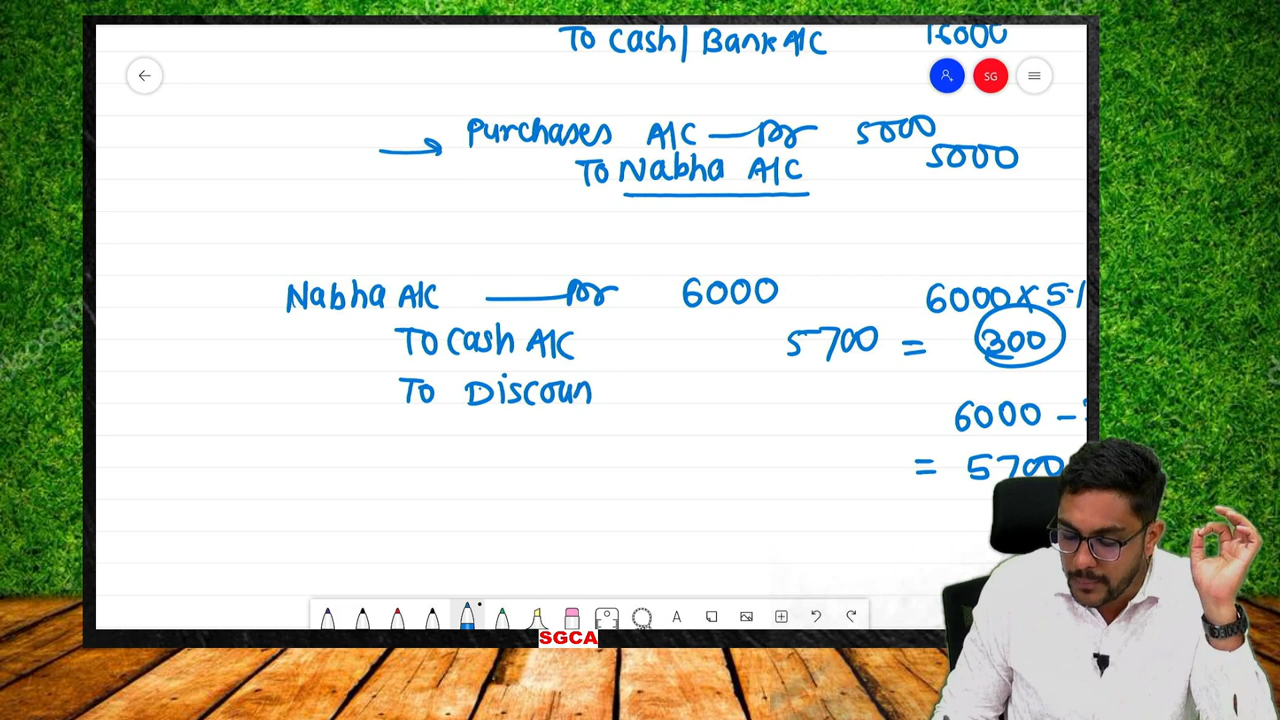 To Cash/Bank A/C 15000
SG
→ Purchases A/C — Dr 5000
5000
To Nabha A/C
Nabha A/C — Dr 6000
To Cash A/C 5700
To Discoun
6000 × 5%
= 300
6000 -
= 5700
A
SGCA